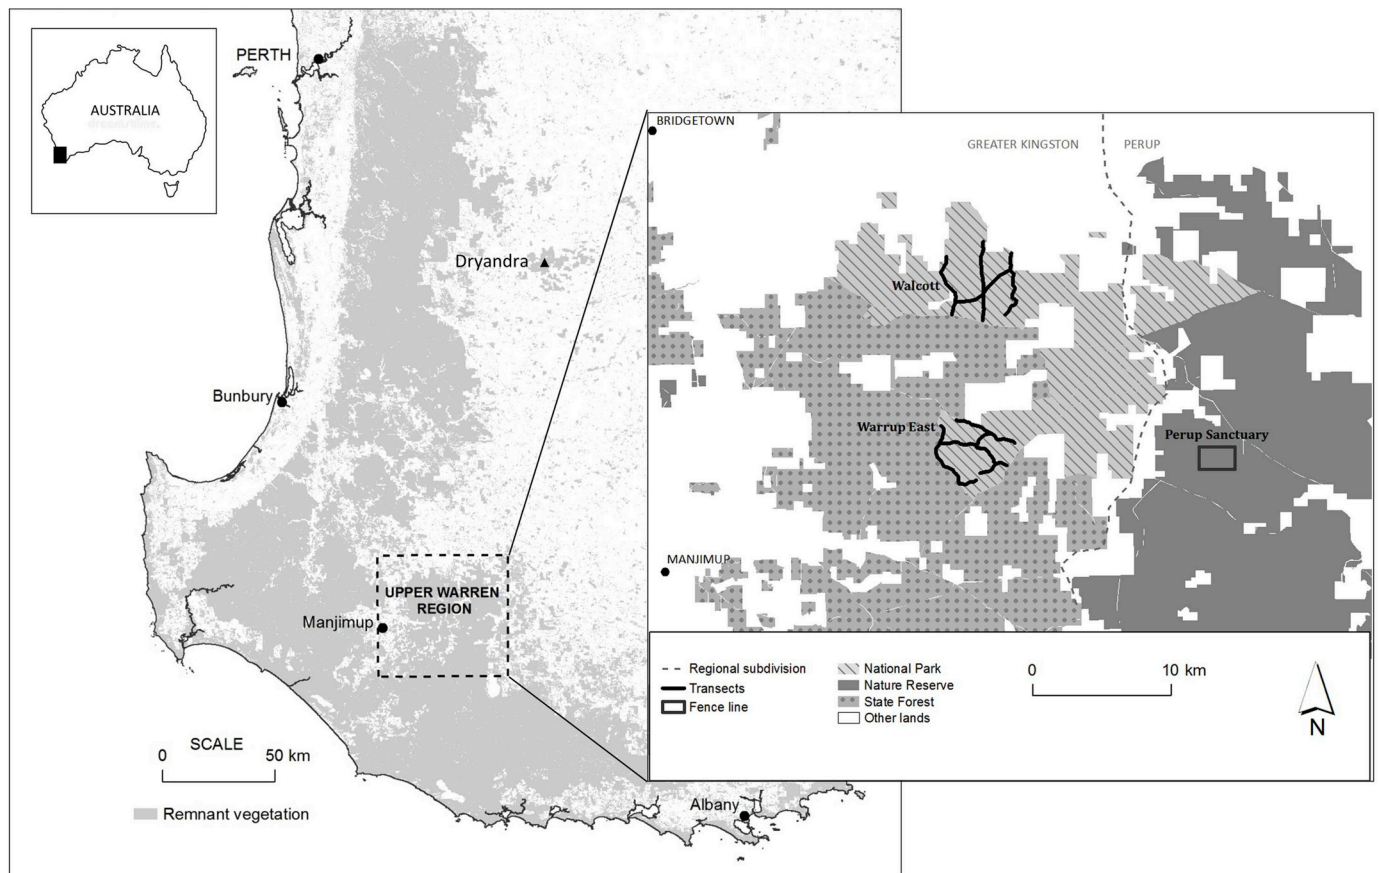 PERTH
AUSTRALIA
Dryandra
Bunbury
UPPER WARREN
REGION
Manjimup
SCALE
0 50 km
Remnant vegetation
Albany
BRIDGETOWN
GREATER KINGSTON PERUP
Walcott
Warrup East
Perup Sanctuary
MANJIMUP
Regional subdivision
Transects
Fence line
National Park
Nature Reserve
State Forest
Other lands
0 10 km
N